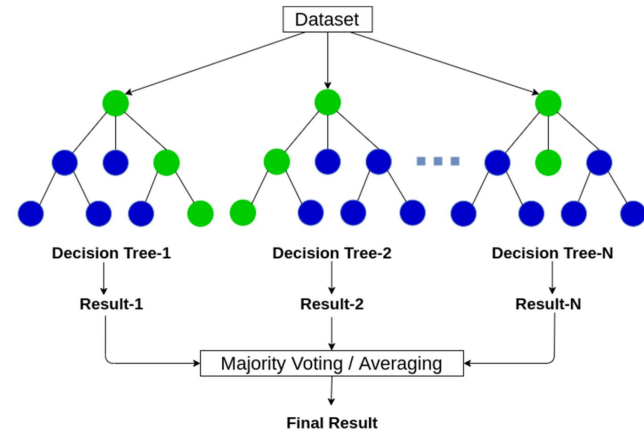 Dataset
Decision Tree-1
Decision Tree-2
Decision Tree-N
Result-1
Result-2
Result-N
Majority Voting / Averaging
Final Result